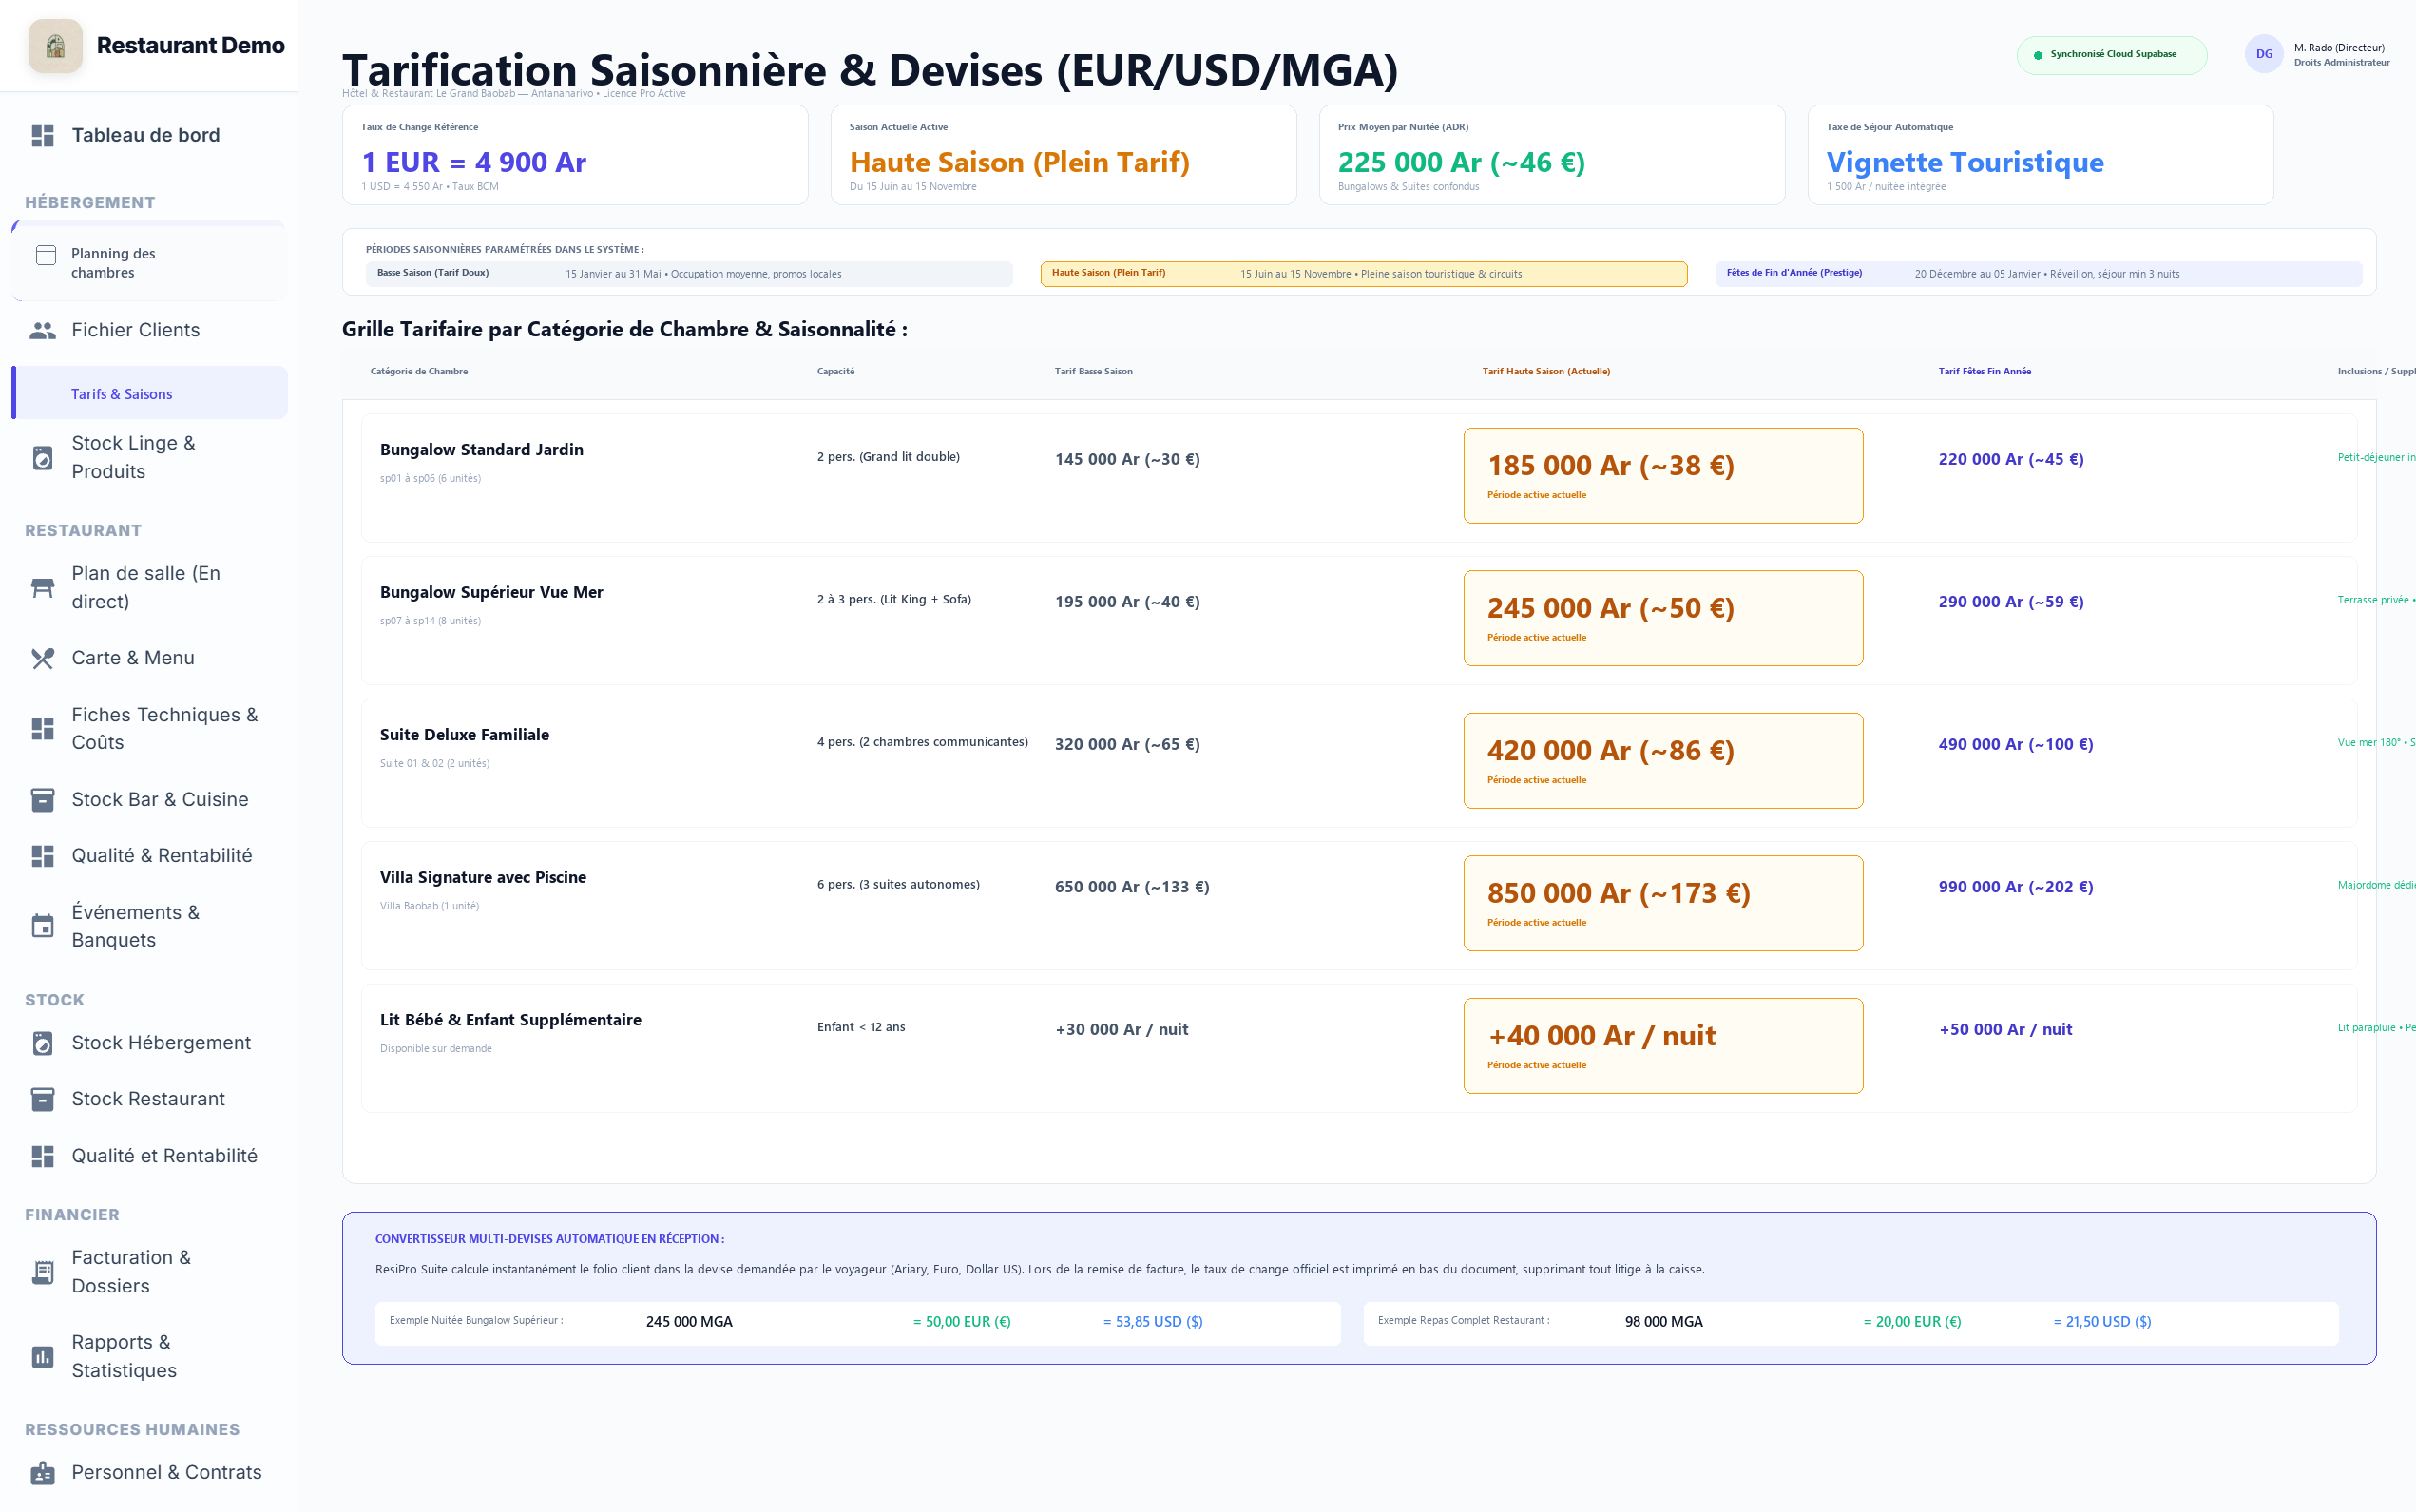 Restaurant Demo
Tableau de bord
HÉBERGEMENT
Planning des
chambres
Fichier Clients
Tarifs & Saisons
Stock Linge &
Produits
RESTAURANT
Plan de salle (En
direct)
Carte & Menu
Fiches Techniques &
Coûts
Stock Bar & Cuisine
Qualité & Rentabilité
Événements &
Banquets
STOCK
Stock Hébergement
Stock Restaurant
Qualité et Rentabilité
FINANCIER
Facturation &
Dossiers
Rapports &
Statistiques
RESSOURCES HUMAINES
Personnel & Contrats
Tarification Saisonnière & Devises (EUR/USD/MGA)
Hôtel & Restaurant Le Grand Baobab — Antananarivo • Licence Pro Active
Synchronisé Cloud Supabase
DG
M. Rado (Directeur)
Droits Administrateur
Taux de Change Référence
1 EUR = 4 900 Ar
1 USD = 4 550 Ar • Taux BCM
Saison Actuelle Active
Haute Saison (Plein Tarif)
Du 15 Juin au 15 Novembre
Prix Moyen par Nuitée (ADR)
225 000 Ar (~46 €)
Bungalows & Suites confondus
Taxe de Séjour Automatique
Vignette Touristique
1 500 Ar / nuitée intégrée
PÉRIODES SAISONNIÈRES PARAMÉTRÉES DANS LE SYSTÈME :
Basse Saison (Tarif Doux) 15 Janvier au 31 Mai • Occupation moyenne, promos locales
Haute Saison (Plein Tarif) 15 Juin au 15 Novembre • Pleine saison touristique & circuits
Fêtes de Fin d'Année (Prestige) 20 Décembre au 05 Janvier • Réveillon, séjour min 3 nuits
Grille Tarifaire par Catégorie de Chambre & Saisonnalité :
Catégorie de Chambre Capacité Tarif Basse Saison Tarif Haute Saison (Actuelle) Tarif Fêtes Fin Année Inclusions / Suppl
Bungalow Standard Jardin 2 pers. (Grand lit double) 145 000 Ar (~30 €) 185 000 Ar (~38 €) 220 000 Ar (~45 €) Petit-déjeuner in
sp01 à sp06 (6 unités) Période active actuelle
Bungalow Supérieur Vue Mer 2 à 3 pers. (Lit King + Sofa) 195 000 Ar (~40 €) 245 000 Ar (~50 €) 290 000 Ar (~59 €) Terrasse privée •
sp07 à sp14 (8 unités) Période active actuelle
Suite Deluxe Familiale 4 pers. (2 chambres communicantes) 320 000 Ar (~65 €) 420 000 Ar (~86 €) 490 000 Ar (~100 €) Vue mer 180° • S
Suite 01 & 02 (2 unités) Période active actuelle
Villa Signature avec Piscine 6 pers. (3 suites autonomes) 650 000 Ar (~133 €) 850 000 Ar (~173 €) 990 000 Ar (~202 €) Majordome dédi
Villa Baobab (1 unité) Période active actuelle
Lit Bébé & Enfant Supplémentaire Enfant < 12 ans +30 000 Ar / nuit +40 000 Ar / nuit +50 000 Ar / nuit Lit parapluie • Pe
Disponible sur demande Période active actuelle
CONVERTISSEUR MULTI-DEVISES AUTOMATIQUE EN RÉCEPTION :
ResiPro Suite calcule instantanément le folio client dans la devise demandée par le voyageur (Ariary, Euro, Dollar US). Lors de la remise de facture, le taux de change officiel est imprimé en bas du document, supprimant tout litige à la caisse.
Exemple Nuitée Bungalow Supérieur : 245 000 MGA = 50,00 EUR (€) = 53,85 USD ($)
Exemple Repas Complet Restaurant : 98 000 MGA = 20,00 EUR (€) = 21,50 USD ($)